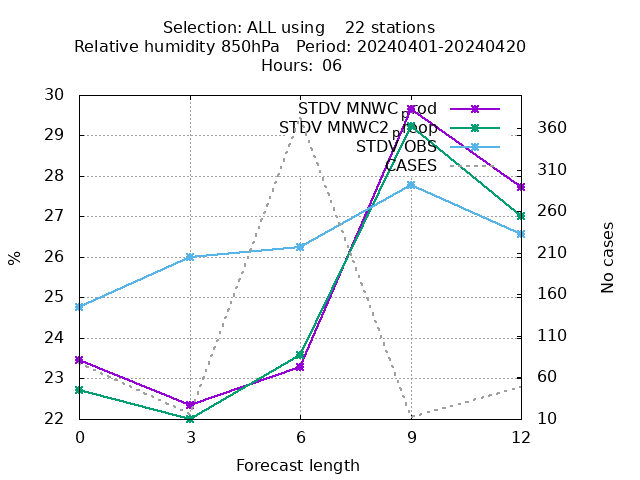 Selection: ALL using 22 stations
Relative humidity 850hPa Period: 20240401-20240420
Hours: 06
STDV MNWC_prod
STDV MNWC2_preop
STDV OBS
CASES
30
29
28
27
26
25
24
23
22
%
360
310
260
210
160
110
60
10
No cases
0 3 6 9 12
Forecast length